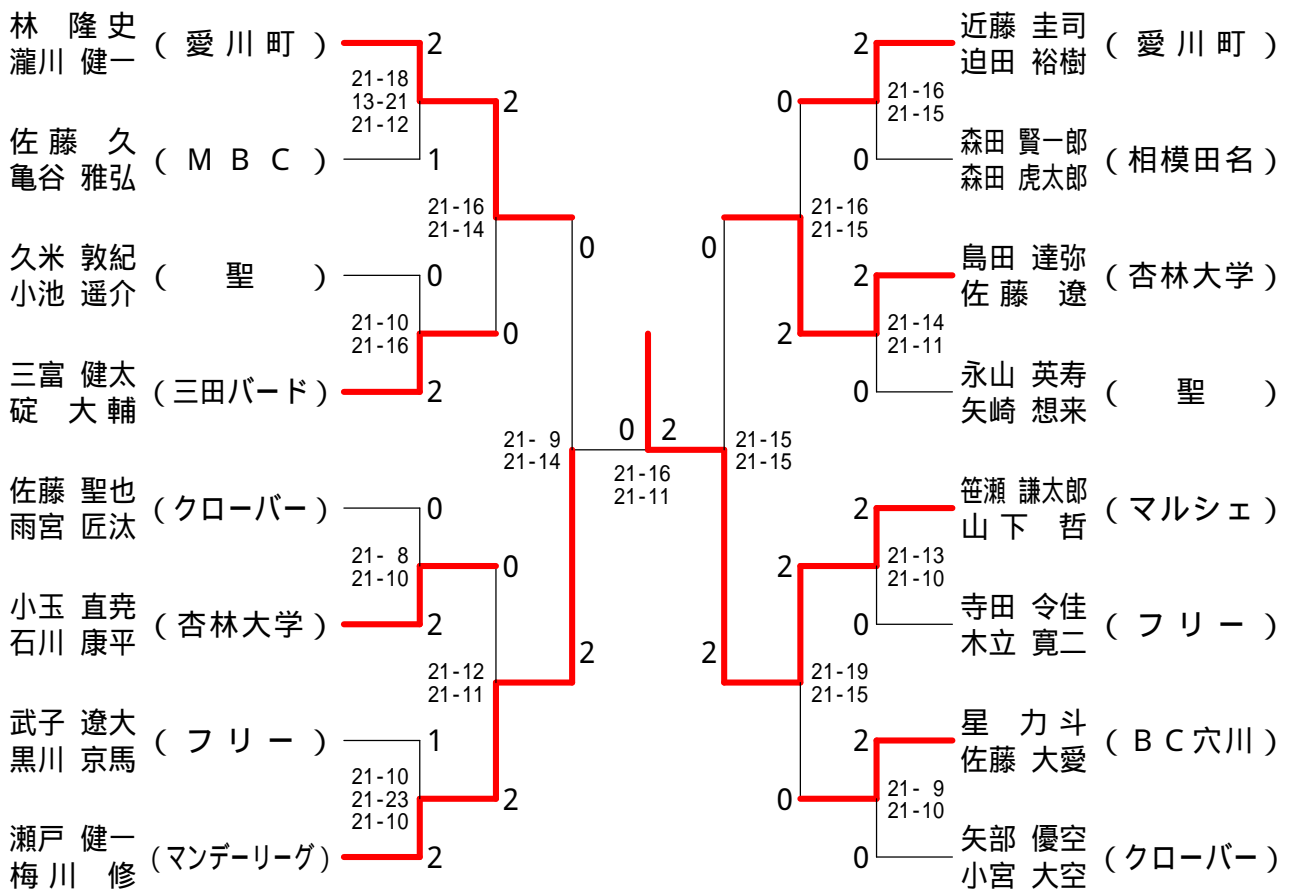 林 隆史
瀧川 健一
( 愛川町 )
2
21-18
13-21
21-12
2
佐藤 久
亀谷 雅弘
( MBC )
1
21-16
21-14
0
久米 敦紀
小池 遥介
( 聖 )
0
21-10
21-16
0
三富 健太
碇 大輔
( 三田バード )
2
21- 9
21-14
佐藤 聖也
雨宮 匠汰
( クローバー )
0
21- 8
21-10
0
小玉 直尭
石川 康平
( 杏林大学 )
2
21-12
21-11
2
武子 遼大
黒川 京馬
( フリー )
1
21-10
21-23
21-10
2
瀬戸 健一
梅川 修
( マンデーリーグ )
2
0 2
21-16
21-11
近藤 圭司
迫田 裕樹
( 愛川町 )
2
21-16
21-15
0
森田 賢一郎
森田 虎太郎
( 相模田名 )
0
21-16
21-15
0
島田 達弥
佐藤 遼
( 杏林大学 )
2
21-14
21-11
2
永山 英寿
矢崎 想来
( 聖 )
0
21-15
21-15
笹瀬 謙太郎
山下 哲
( マルシェ )
2
21-13
21-10
2
寺田 令佳
木立 寛二
( フリー )
0
21-19
21-15
2
星 力斗
佐藤 大愛
( BC穴川 )
2
21- 9
21-10
0
矢部 優空
小宮 大空
( クローバー )
0